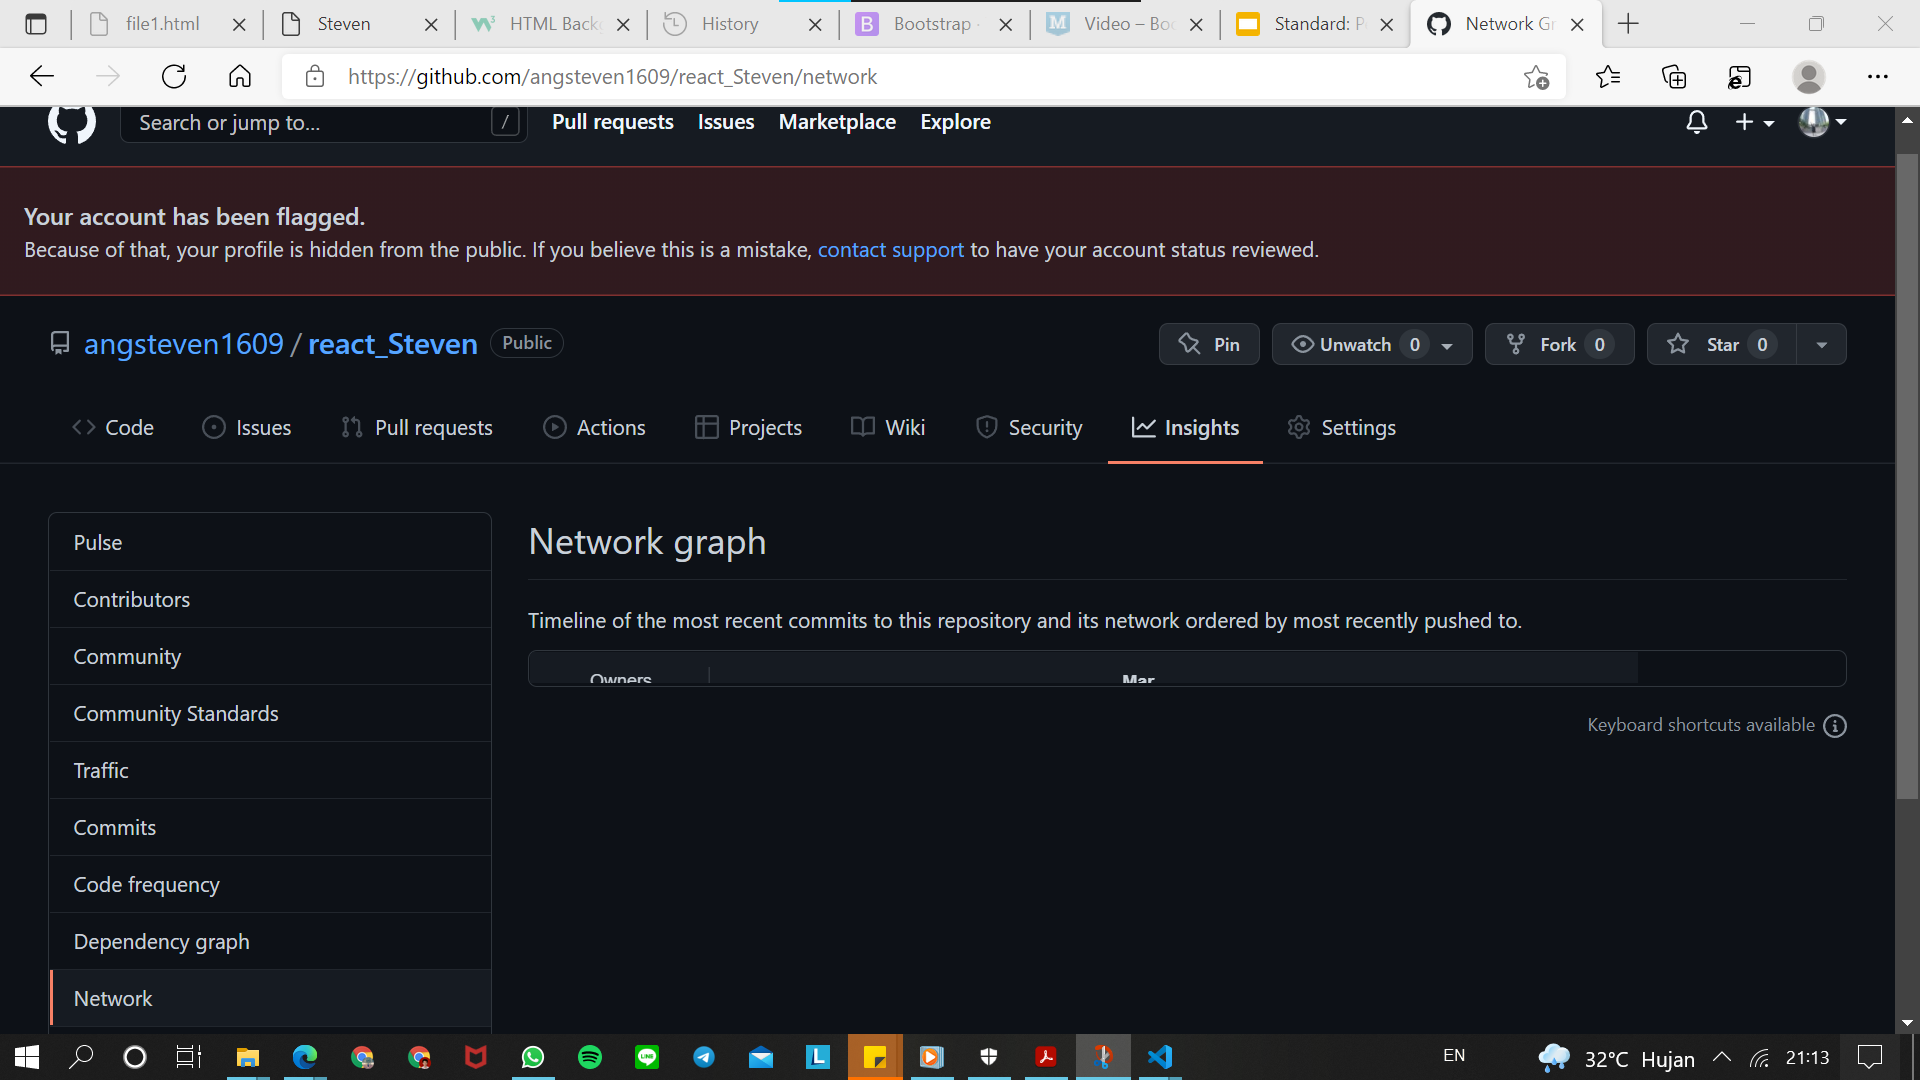 file1.html
Steven
HTML Back
History
Bootstrap
Video – Boo
Standard: P
Network Gr
https://github.com/angsteven1609/react_Steven/network
Search or jump to...
/
Pull requests
Issues
Marketplace
Explore
Your account has been flagged.
Because of that, your profile is hidden from the public. If you believe this is a mistake, contact support to have your account status reviewed.
angsteven1609 / react_Steven Public
Pin
Unwatch 0
Fork 0
Star 0
Code
Issues
Pull requests
Actions
Projects
Wiki
Security
Insights
Settings
Pulse
Contributors
Community
Community Standards
Traffic
Commits
Code frequency
Dependency graph
Network
Network graph
Timeline of the most recent commits to this repository and its network ordered by most recently pushed to.
Owners
Mar
Keyboard shortcuts available
EN
32°C Hujan
21:13